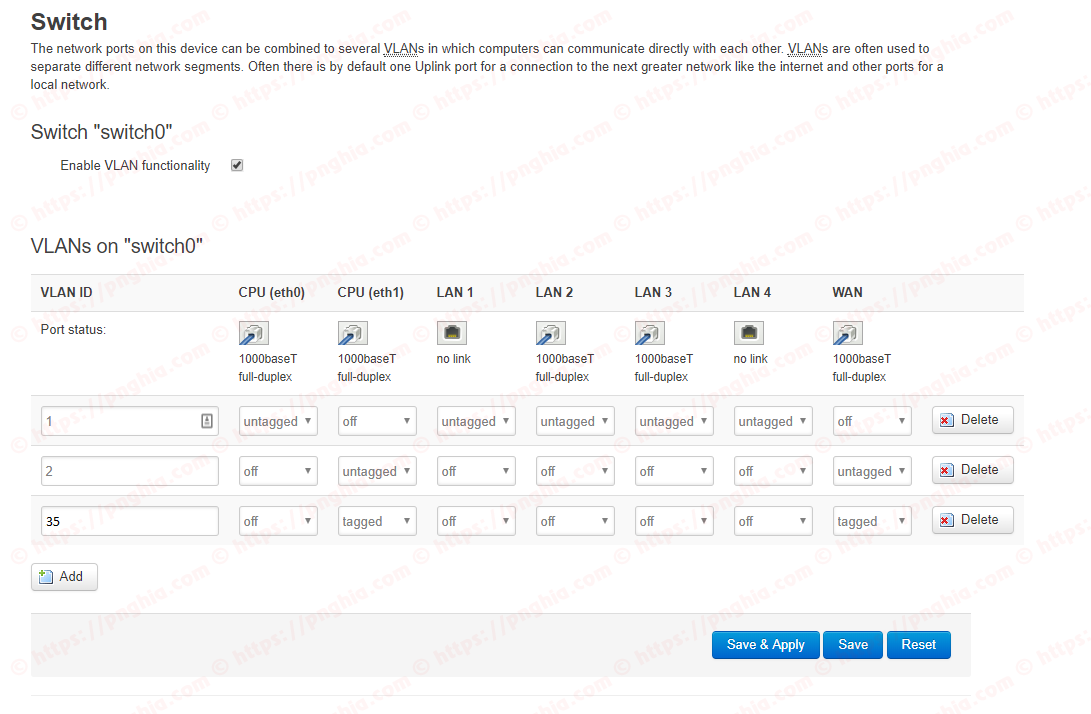 Switch
The network ports on this device can be combined to several VLANs in which computers can communicate directly with each other. VLANs are often used to
separate different network segments. Often there is by default one Uplink port for a connection to the next greater network like the internet and other ports for a
local network.
Switch "switch0"
Enable VLAN functionality
VLANs on "switch0"
VLAN ID CPU (eth0) CPU (eth1) LAN 1 LAN 2 LAN 3 LAN 4 WAN
Port status:
1000baseT 1000baseT no link 1000baseT 1000baseT no link 1000baseT
full-duplex full-duplex full-duplex full-duplex full-duplex
1 untagged off untagged untagged untagged untagged off Delete
2 off untagged off off off off untagged Delete
35 off tagged off off off off tagged Delete
Add
Save & Apply Save Reset
© https://pnghia.com